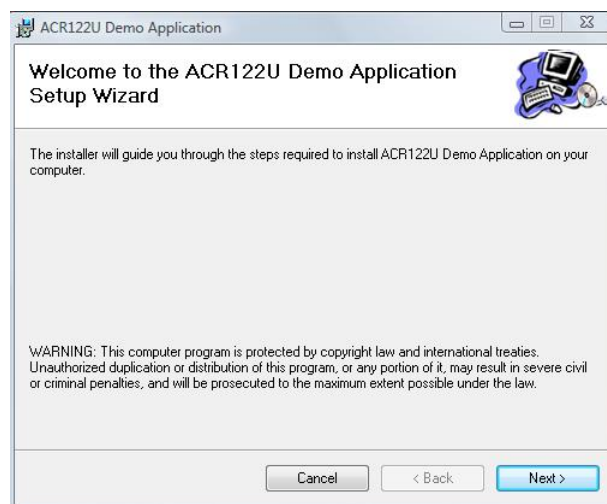 ACR122U Demo Application
Welcome to the ACR122U Demo Application
Setup Wizard
The installer will guide you through the steps required to install ACR122U Demo Application on your
computer.
WARNING: This computer program is protected by copyright law and international treaties.
Unauthorized duplication or distribution of this program, or any portion of it, may result in severe civil
or criminal penalties, and will be prosecuted to the maximum extent possible under the law.
Cancel
< Back
Next >